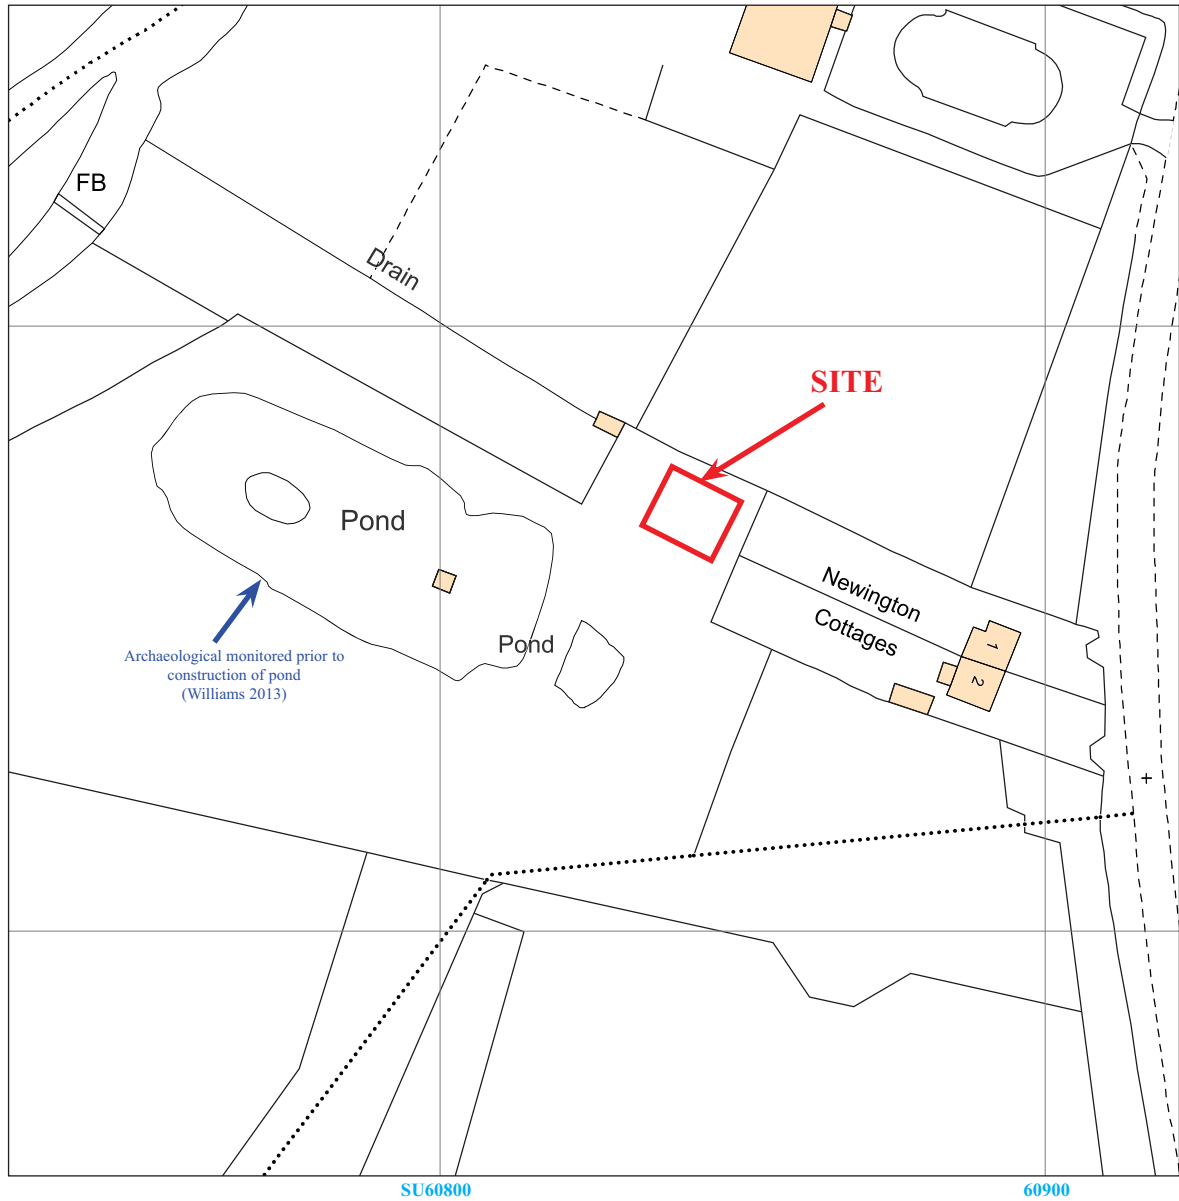 FB
Drain
SITE
Pond
Newington
Cottages
1
2
Pond
Archaeological monitored prior to
construction of pond
(Williams 2013)
SU60800
60900